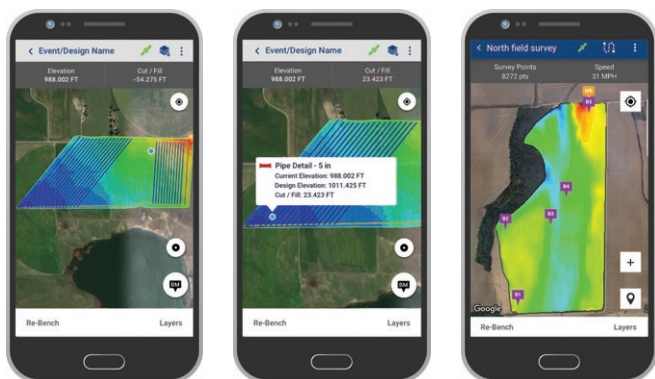 Event/Design Name
Elevation
988.002 FT
Cut / Fill
-54.275 FT
BM
Re-Bench
Layers
Event/Design Name
Elevation
988.002 FT
Cut / Fill
23.423 FT
Pipe Detail - 5 in
Current Elevation: 988.002 FT
Design Elevation: 1011.425 FT
Cut / Fill: 23.423 FT
BM
Re-Bench
Layers
North field survey
Survey Points
8272 pts
Speed
31 MPH
B5
B4
B3
B2
B1
Google
Re-Bench
Layers